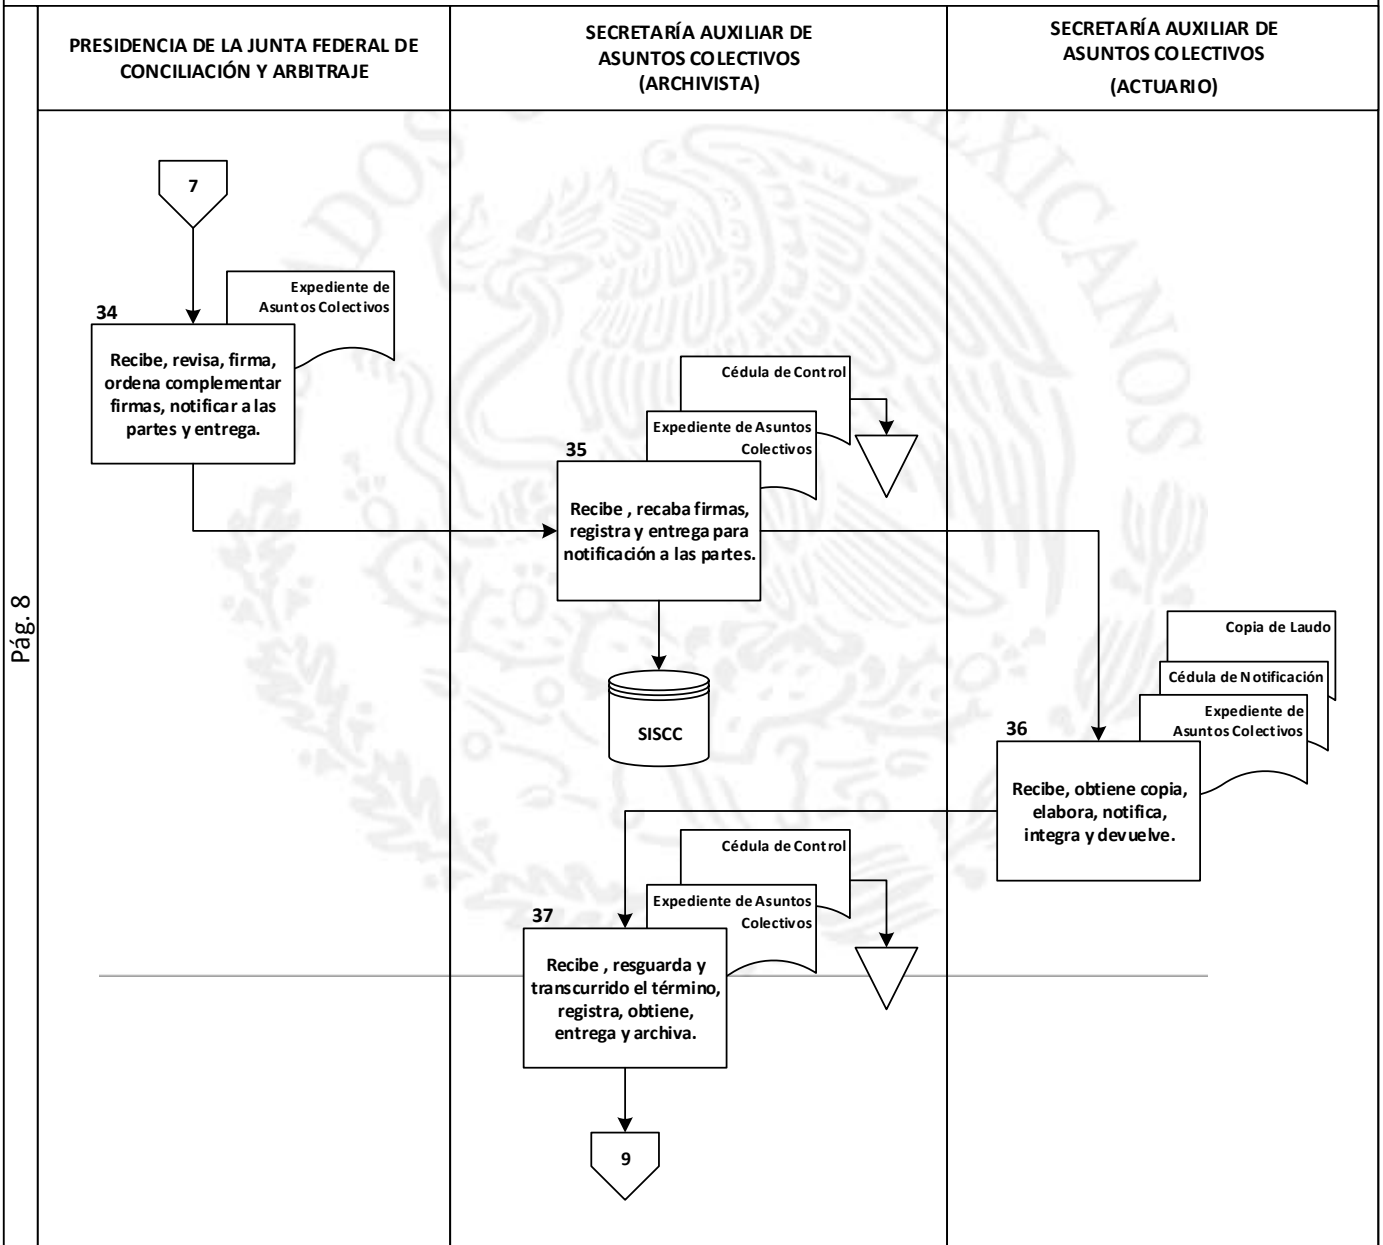 PRESIDENCIA DE LA JUNTA FEDERAL DE
CONCILIACIÓN Y ARBITRAJE
SECRETARÍA AUXILIAR DE
ASUNTOS COLECTIVOS
(ARCHIVISTA)
SECRETARÍA AUXILIAR DE
ASUNTOS COLECTIVOS
(ACTUARIO)
Pág. 8
7
Expediente de
Asuntos Colectivos
34
Recibe, revisa, firma,
ordena complementar
firmas, notificar a las
partes y entrega.
Cédula de Control
Expediente de Asuntos
Colectivos
35
Recibe , recaba firmas,
registra y entrega para
notificación a las partes.
SISCC
Copia de Laudo
Cédula de Notificación
Expediente de
Asuntos Colectivos
36
Recibe, obtiene copia,
elabora, notifica,
integra y devuelve.
Cédula de Control
Expediente de Asuntos
Colectivos
37
Recibe , resguarda y
transcurrido el término,
registra, obtiene,
entrega y archiva.
9